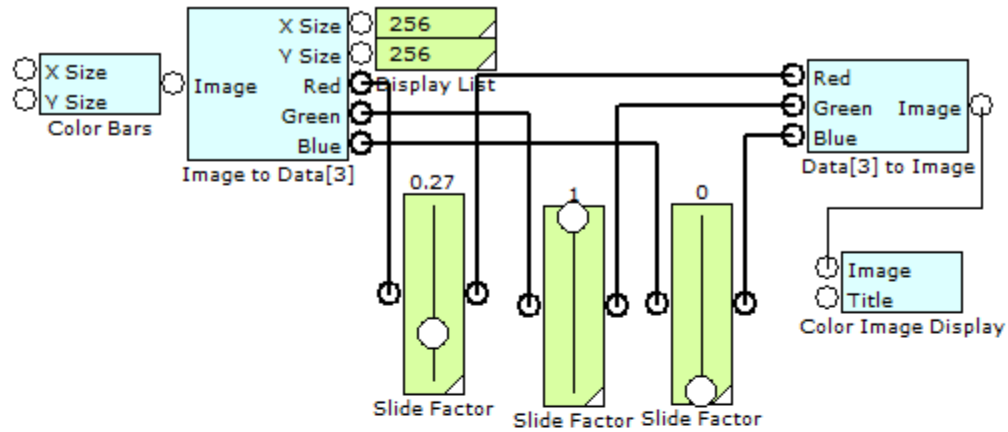 X Size
Y Size
Color Bars
X Size
Y Size
Image
Red
Green
Blue
Image to Data[3]
256
256
Display List
Red
Green
Image
Blue
Data[3] to Image
0.27
Slide Factor
1
Slide Factor
0
Slide Factor
Image
Title
Color Image Display